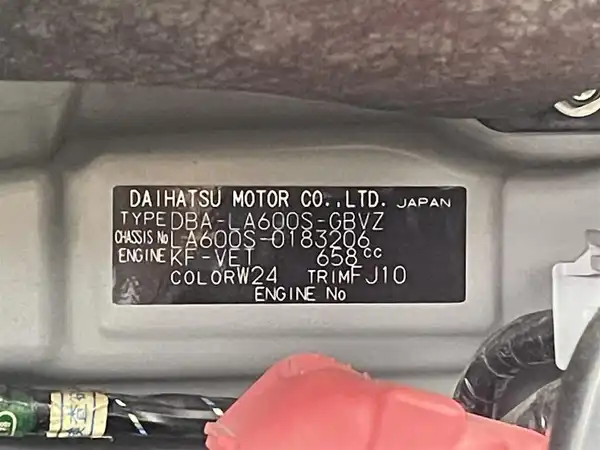 DAIHATSU MOTOR CO.,LTD. JAPAN
TYPE DBA-LA600S-GBVZ
CHASSIS No LA600S-0183206
ENGINE KF-VET 658cc
COLOR W24 TRIM FJ10
ENGINE No